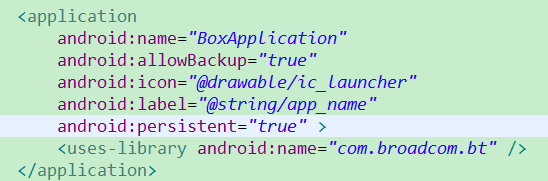 <application
android:name="BoxApplication"
android:allowBackup="true"
android:icon="@drawable/ic_launcher"
android:label="@string/app_name"
android:persistent="true" >
<uses-library android:name="com.broadcom.bt" />
</application>